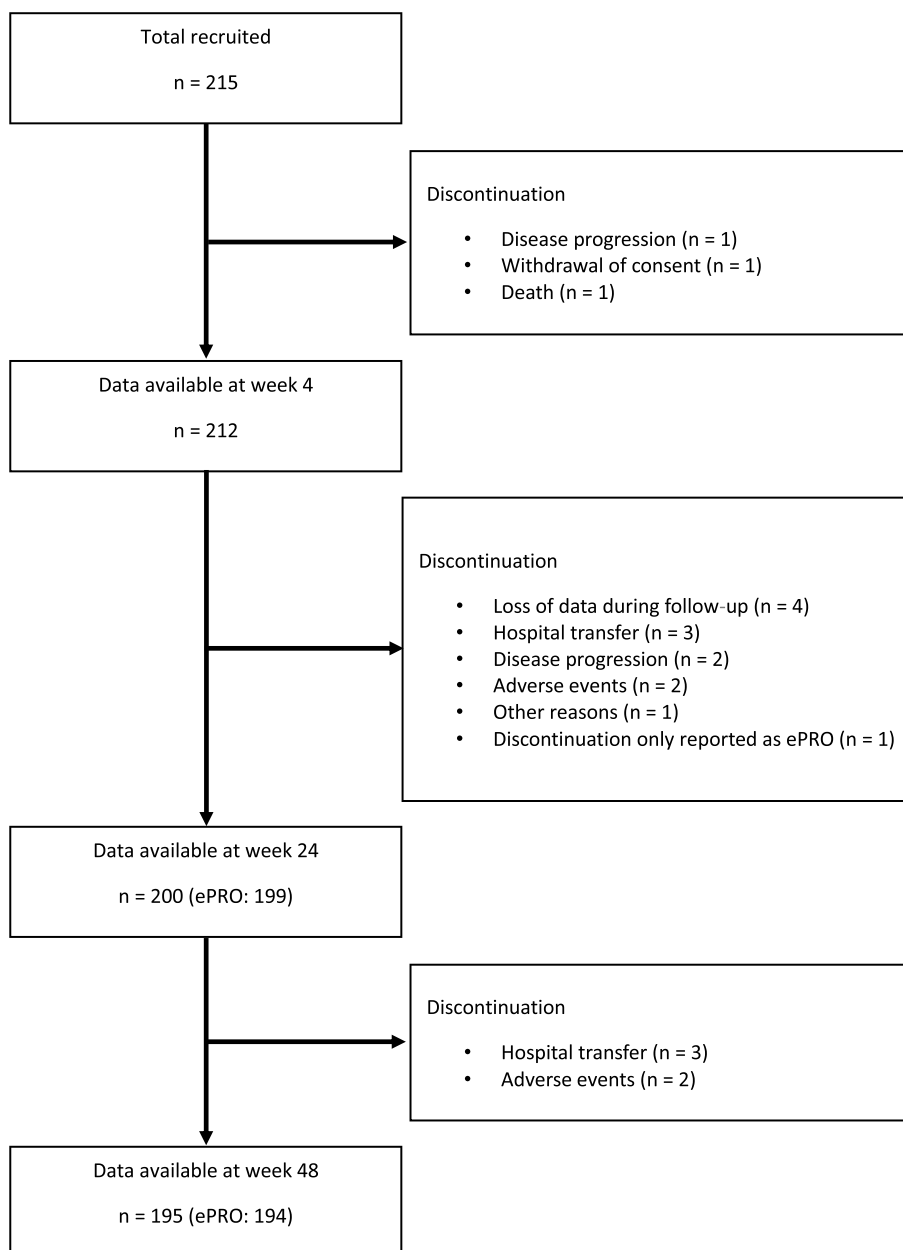 Total recruited
n = 215
Discontinuation
• Disease progression (n = 1)
• Withdrawal of consent (n = 1)
• Death (n = 1)
Data available at week 4
n = 212
Discontinuation
• Loss of data during follow-up (n = 4)
• Hospital transfer (n = 3)
• Disease progression (n = 2)
• Adverse events (n = 2)
• Other reasons (n = 1)
• Discontinuation only reported as ePRO (n = 1)
Data available at week 24
n = 200 (ePRO: 199)
Discontinuation
• Hospital transfer (n = 3)
• Adverse events (n = 2)
Data available at week 48
n = 195 (ePRO: 194)